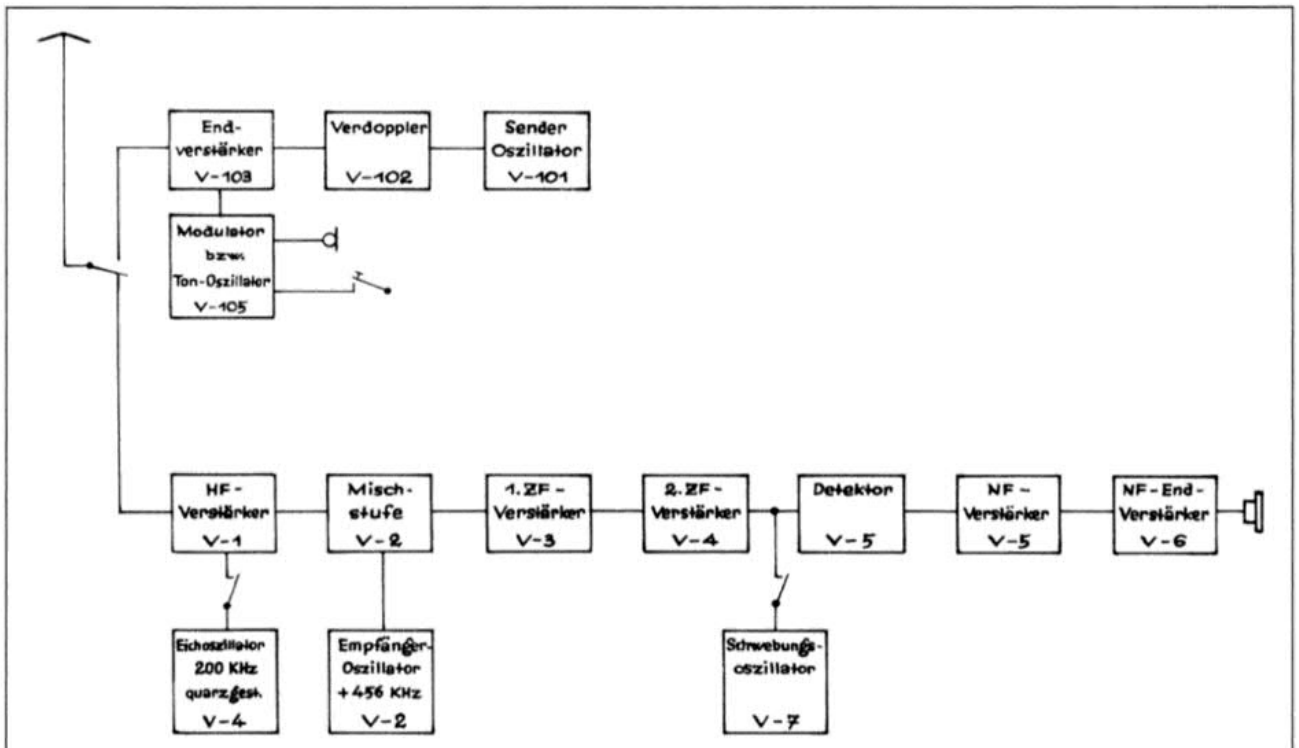 End-
verstärker
V-103
Verdoppler
V-102
Sender
Oszillator
V-101
Modulator
bzw.
Ton-Oszillator
V-105
HF-
Verstärker
V-1
Misch-
stufe
V-2
1. ZF-
Verstärker
V-3
2. ZF-
Verstärker
V-4
Detektor
V-5
NF-
Verstärker
V-5
NF-End-
Verstärker
V-6
Eichoszillator
200 KHz
quarzgest.
V-4
Empfänger-
Oszillator
+456 KHz
V-2
Schwebungs-
oszillator
V-7